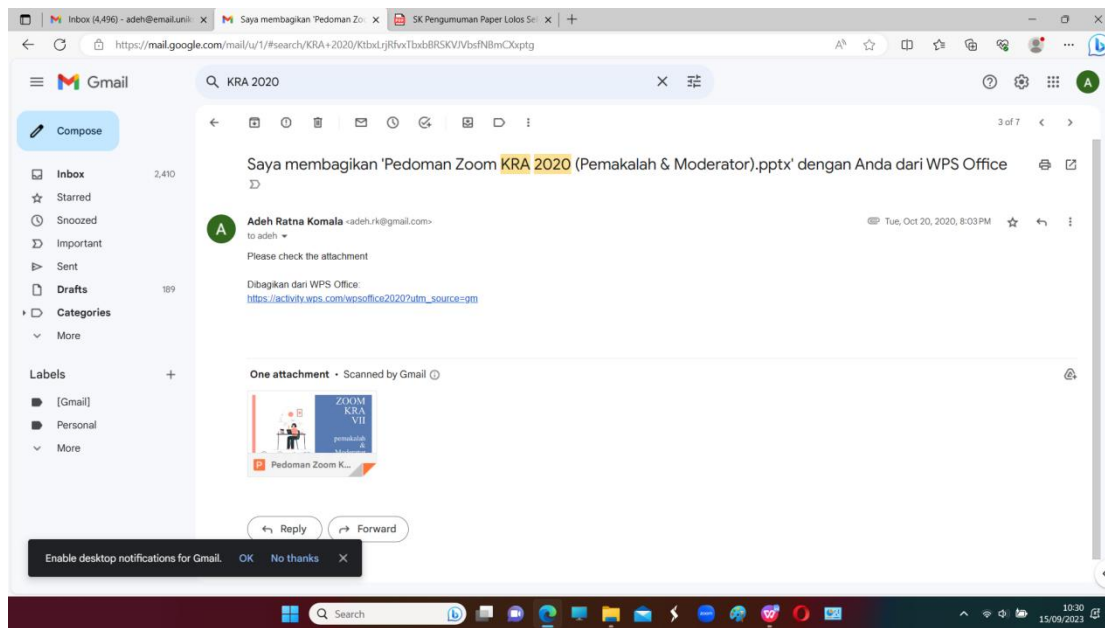 Inbox (4,496) - adeh@email.unik
Saya membagikan 'Pedoman Zo
SK Pengumuman Paper Lolos Sel
https://mail.google.com/mail/u/1/#search/KRA+2020/KtbxLrjRfvxTbxbBRSKVJVbsfNBmCXxptg
Gmail
KRA 2020
Compose
3 of 7
Saya membagikan 'Pedoman Zoom KRA 2020 (Pemakalah & Moderator).pptx' dengan Anda dari WPS Office
Inbox 2,410
Starred
Snoozed
Important
Sent
Drafts 189
Categories
More
Labels
[Gmail]
Personal
More
A
Adeh Ratna Komala <adeh.rk@gmail.com>
Tue, Oct 20, 2020, 8:03 PM
to adeh
Please check the attachment
Dibagikan dari WPS Office:
https://activity.wps.com/wpsoffice2020?utm_source=gm
One attachment • Scanned by Gmail
ZOOM
KRA
VII
pemakalah
&
Moderator
Pedoman Zoom K...
Reply
Forward
Enable desktop notifications for Gmail. OK No thanks
Search
10:30
15/09/2023